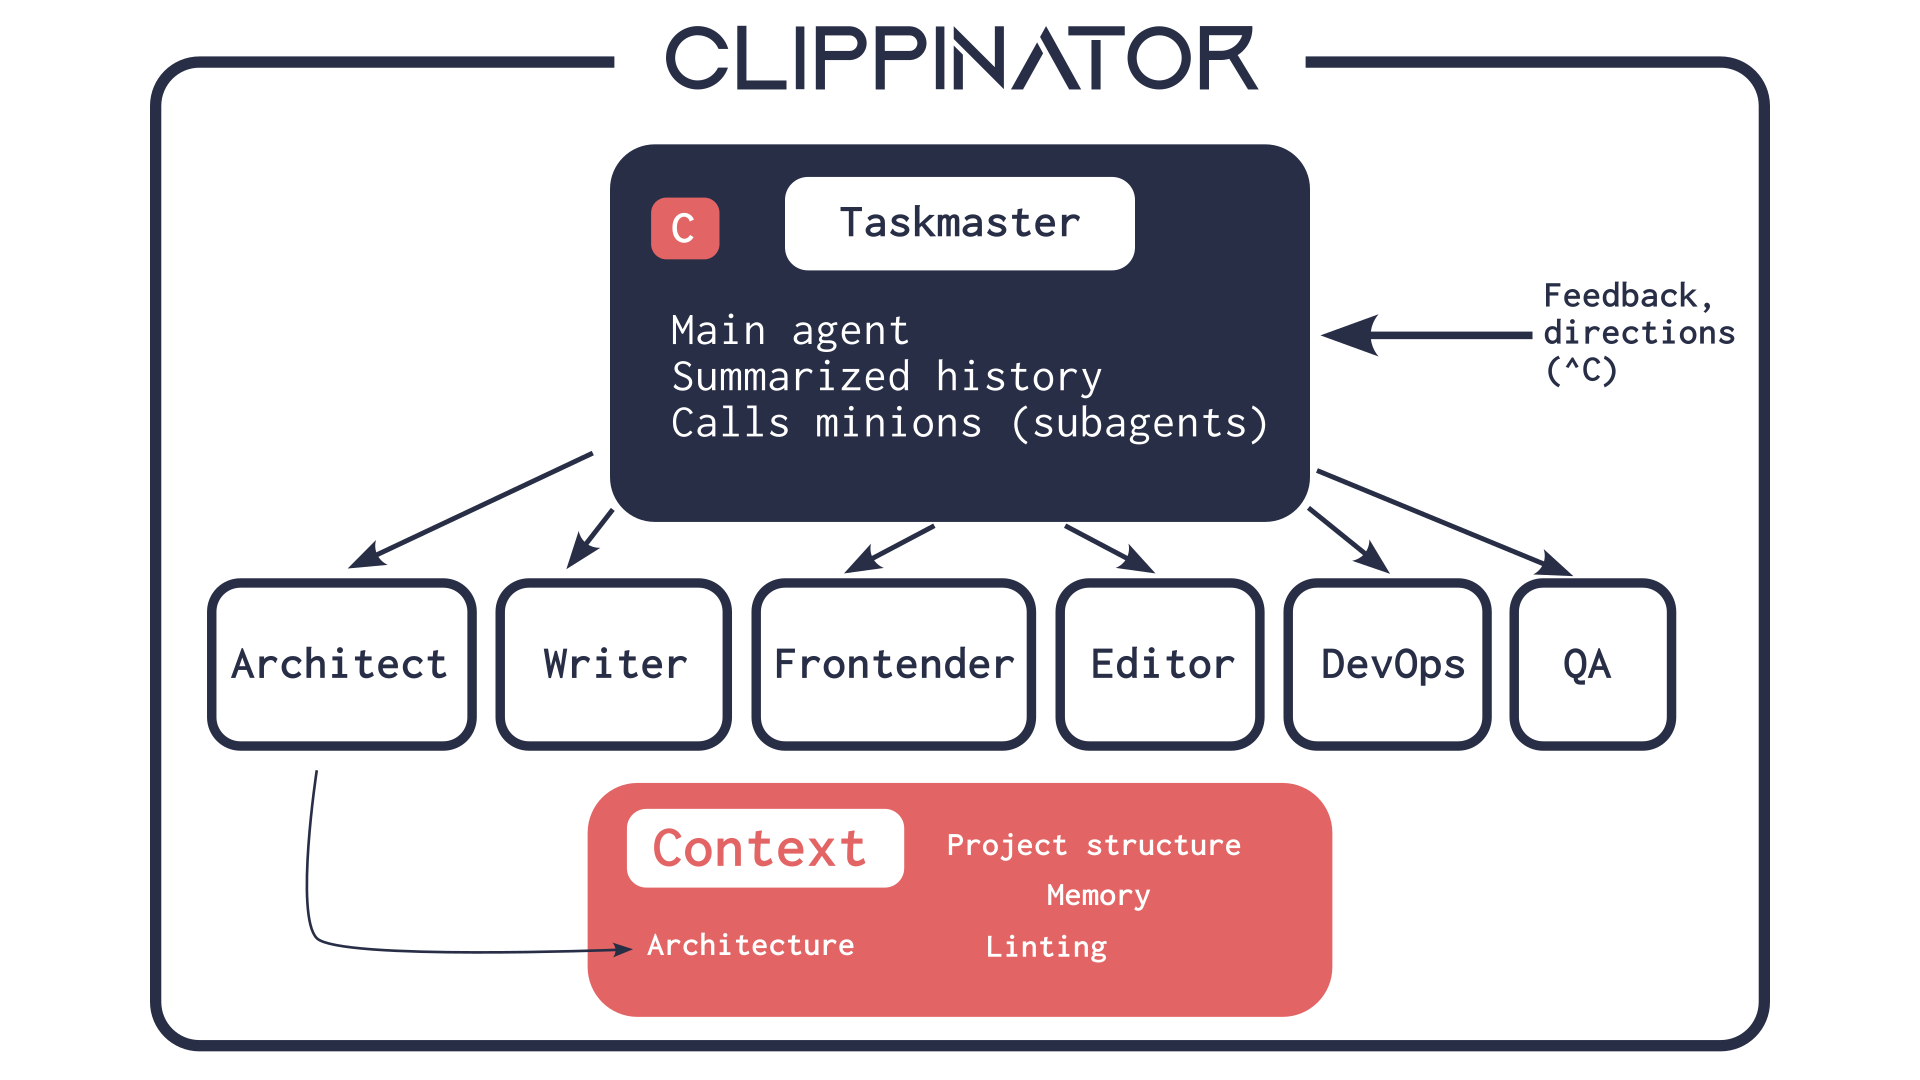 CLIPPINATOR
C
Taskmaster
Main agent
Summarized history
Calls minions (subagents)
Feedback,
directions
(^C)
Architect
Writer
Frontender
Editor
DevOps
QA
Context
Project structure
Memory
Architecture
Linting